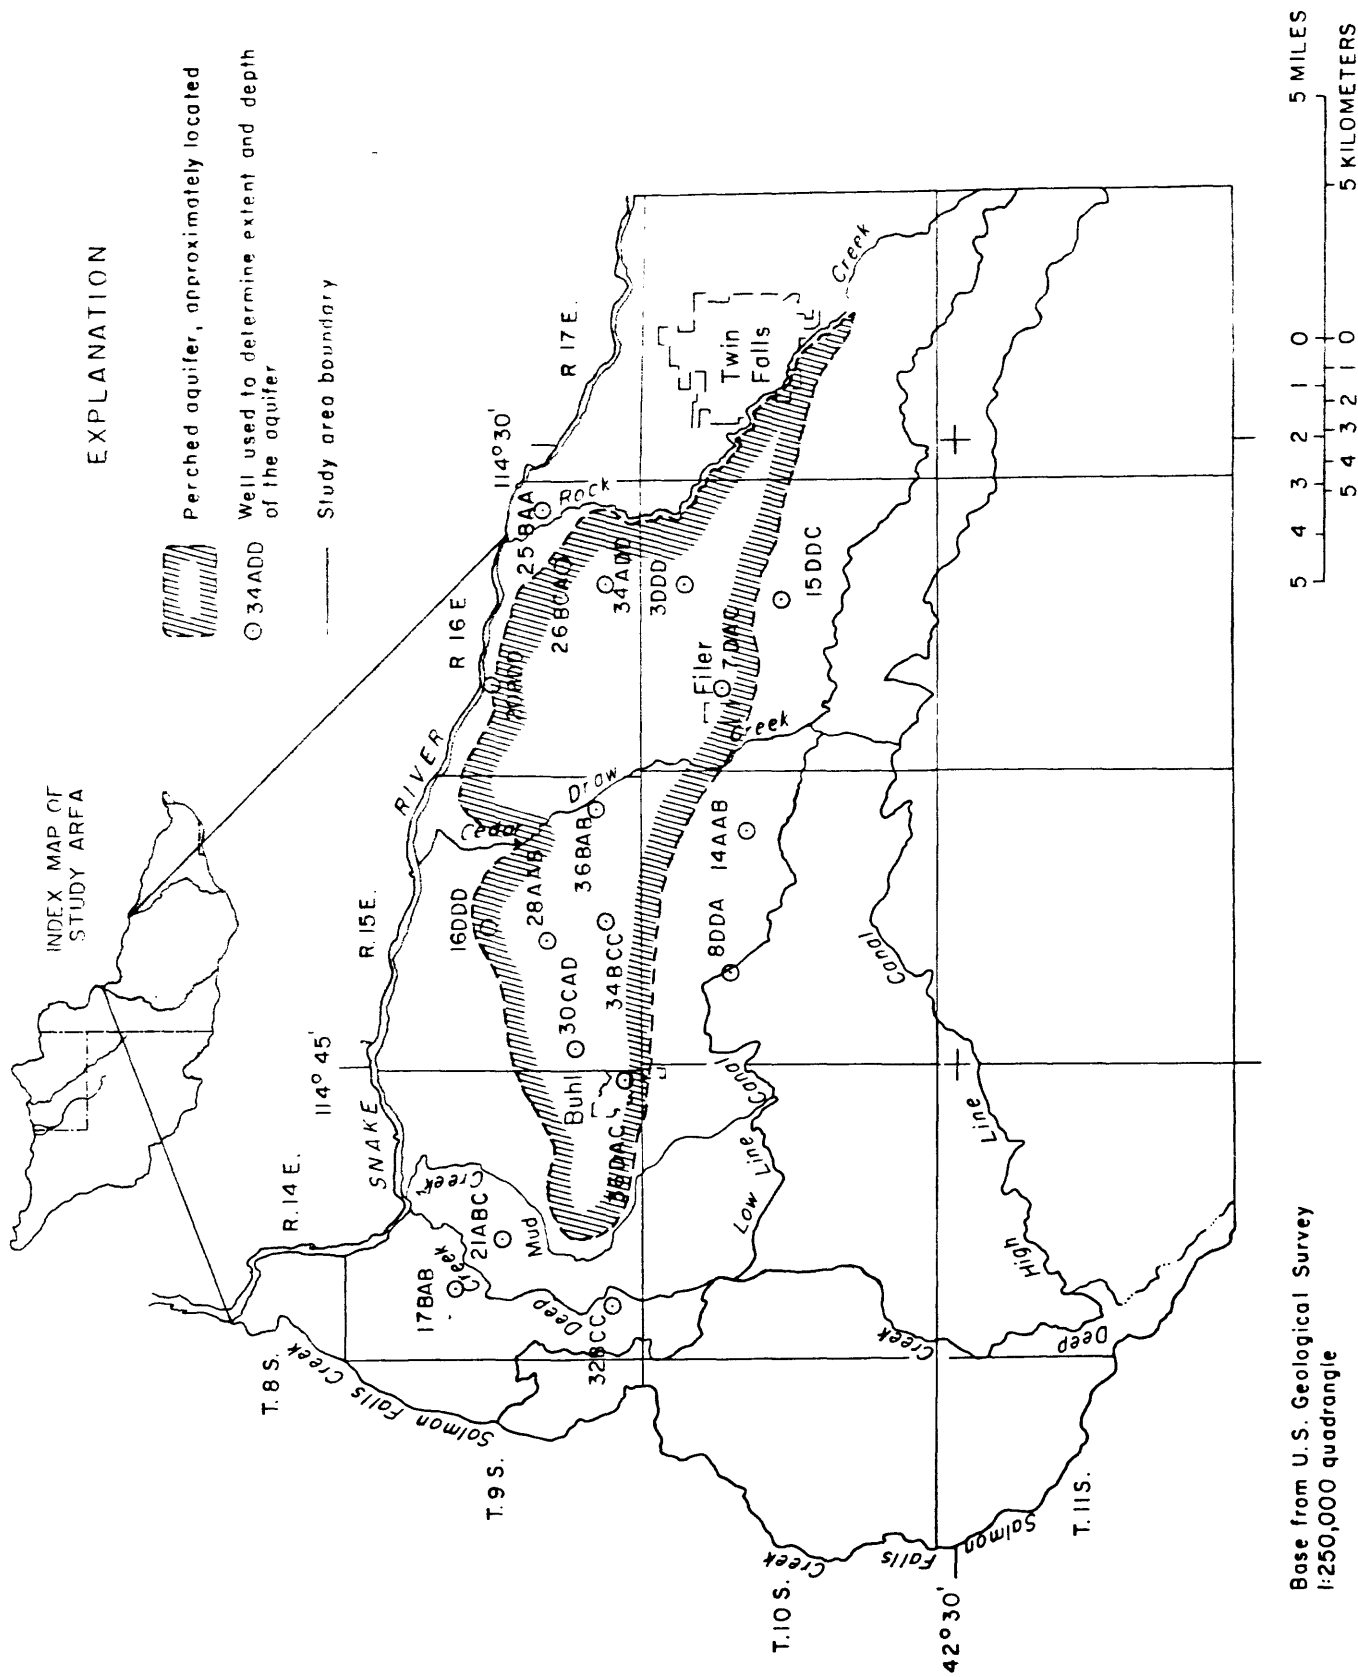 INDEX MAP OF
STUDY AREA
EXPLANATION
Perched aquifer, approximately located
34ADD Well used to determine extent and depth
of the aquifer
Study area boundary
R. 14 E.
R. 15 E.
R 16 E
R 17 E.
114° 45'
114° 30'
SNAKE
RIVER
T. 8 S.
T. 9 S.
T. 10 S.
T. 11 S.
42° 30'
Salmon Falls Creek
Salmon
Falls
Creek
17BAB
Creek
21ABC
Mud
Creek
Deep
32BCC
Buhl
30CAD
34BCC
16DDD
28AAB
36BAB
Cedar
Draw
Creek
26BCA
25BAA
Rock
34ADD
3DDD
Filer
7DAC
15DDC
Twin
Falls
Creek
14AAB
8DDA
Low
Line
Canal
High
Line
Canal
Creek
Deep
Base from U.S. Geological Survey
1:250,000 quadrangle
5 4 3 2 1 0 5 MILES
5 4 3 2 1 0 5 KILOMETERS